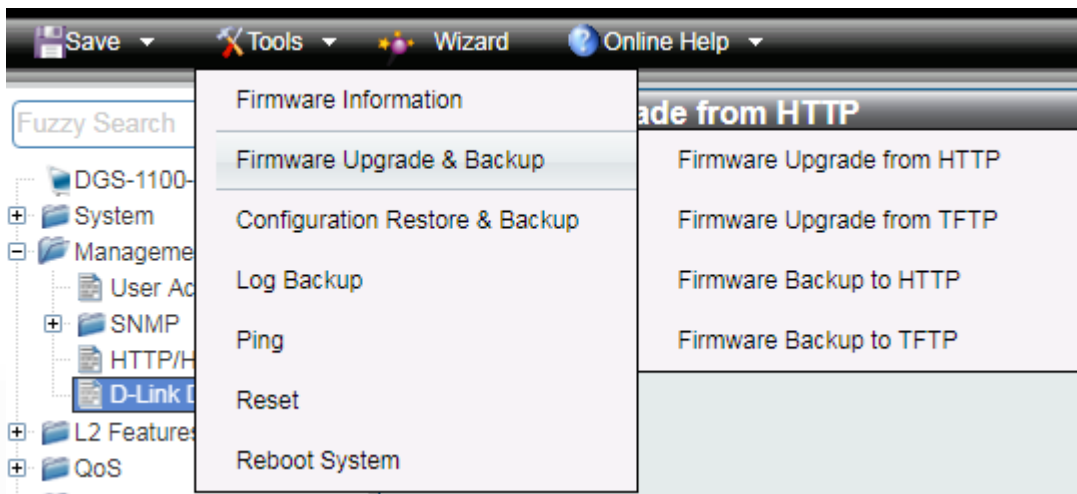 Save Tools Wizard Online Help
Fuzzy Search
DGS-1100-
System
Manageme
User Ac
SNMP
HTTP/H
D-Link D
L2 Features
QoS
Firmware Information
Firmware Upgrade & Backup
Configuration Restore & Backup
Log Backup
Ping
Reset
Reboot System
ade from HTTP
Firmware Upgrade from HTTP
Firmware Upgrade from TFTP
Firmware Backup to HTTP
Firmware Backup to TFTP